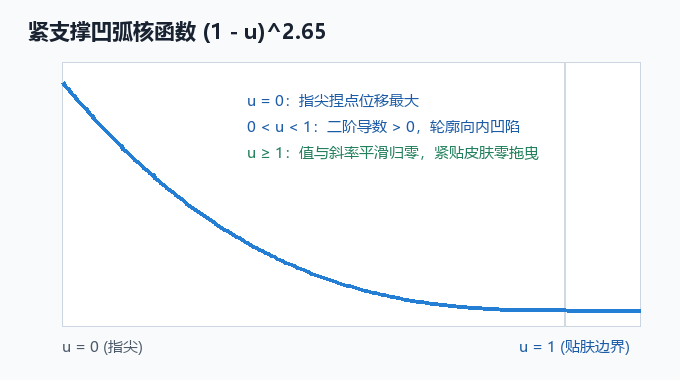 紧支撑凹弧核函数 (1 - u)^2.65
u = 0：指尖捏点位移最大
0 < u < 1：二阶导数 > 0，轮廓向内凹陷
u ≥ 1：值与斜率平滑归零，紧贴皮肤零拖曳
u = 0 (指尖)
u = 1 (贴肤边界)